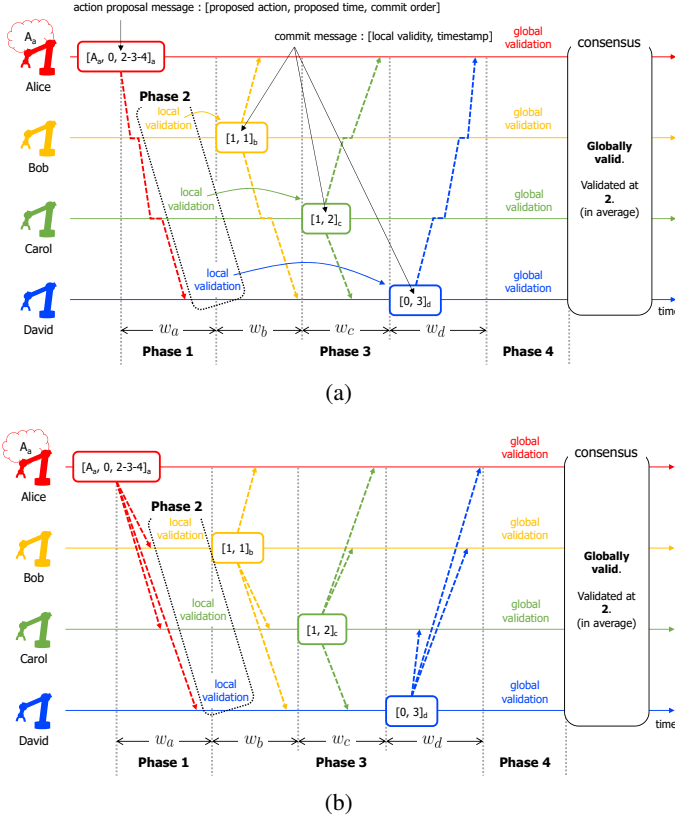 action proposal message : [proposed action, proposed time, commit order]
commit message : [local validity, timestamp]
Aₐ
[Aₐ, 0, 2-3-4]ₐ
global
validation
consensus
Alice
Phase 2
local
validation
[1, 1]_b
global
validation
Bob
Globally
valid.
Validated at
2.
(in average)
local
validation
[1, 2]_c
global
validation
Carol
local
validation
[0, 3]_d
global
validation
David
time
w_a
w_b
w_c
w_d
Phase 1
Phase 3
Phase 4
(a)
Aₐ
[Aₐ, 0, 2-3-4]ₐ
global
validation
consensus
Alice
Phase 2
local
validation
[1, 1]_b
global
validation
Bob
Globally
valid.
Validated at
2.
(in average)
local
validation
[1, 2]_c
global
validation
Carol
local
validation
[0, 3]_d
global
validation
David
time
w_a
w_b
w_c
w_d
Phase 1
Phase 3
Phase 4
(b)